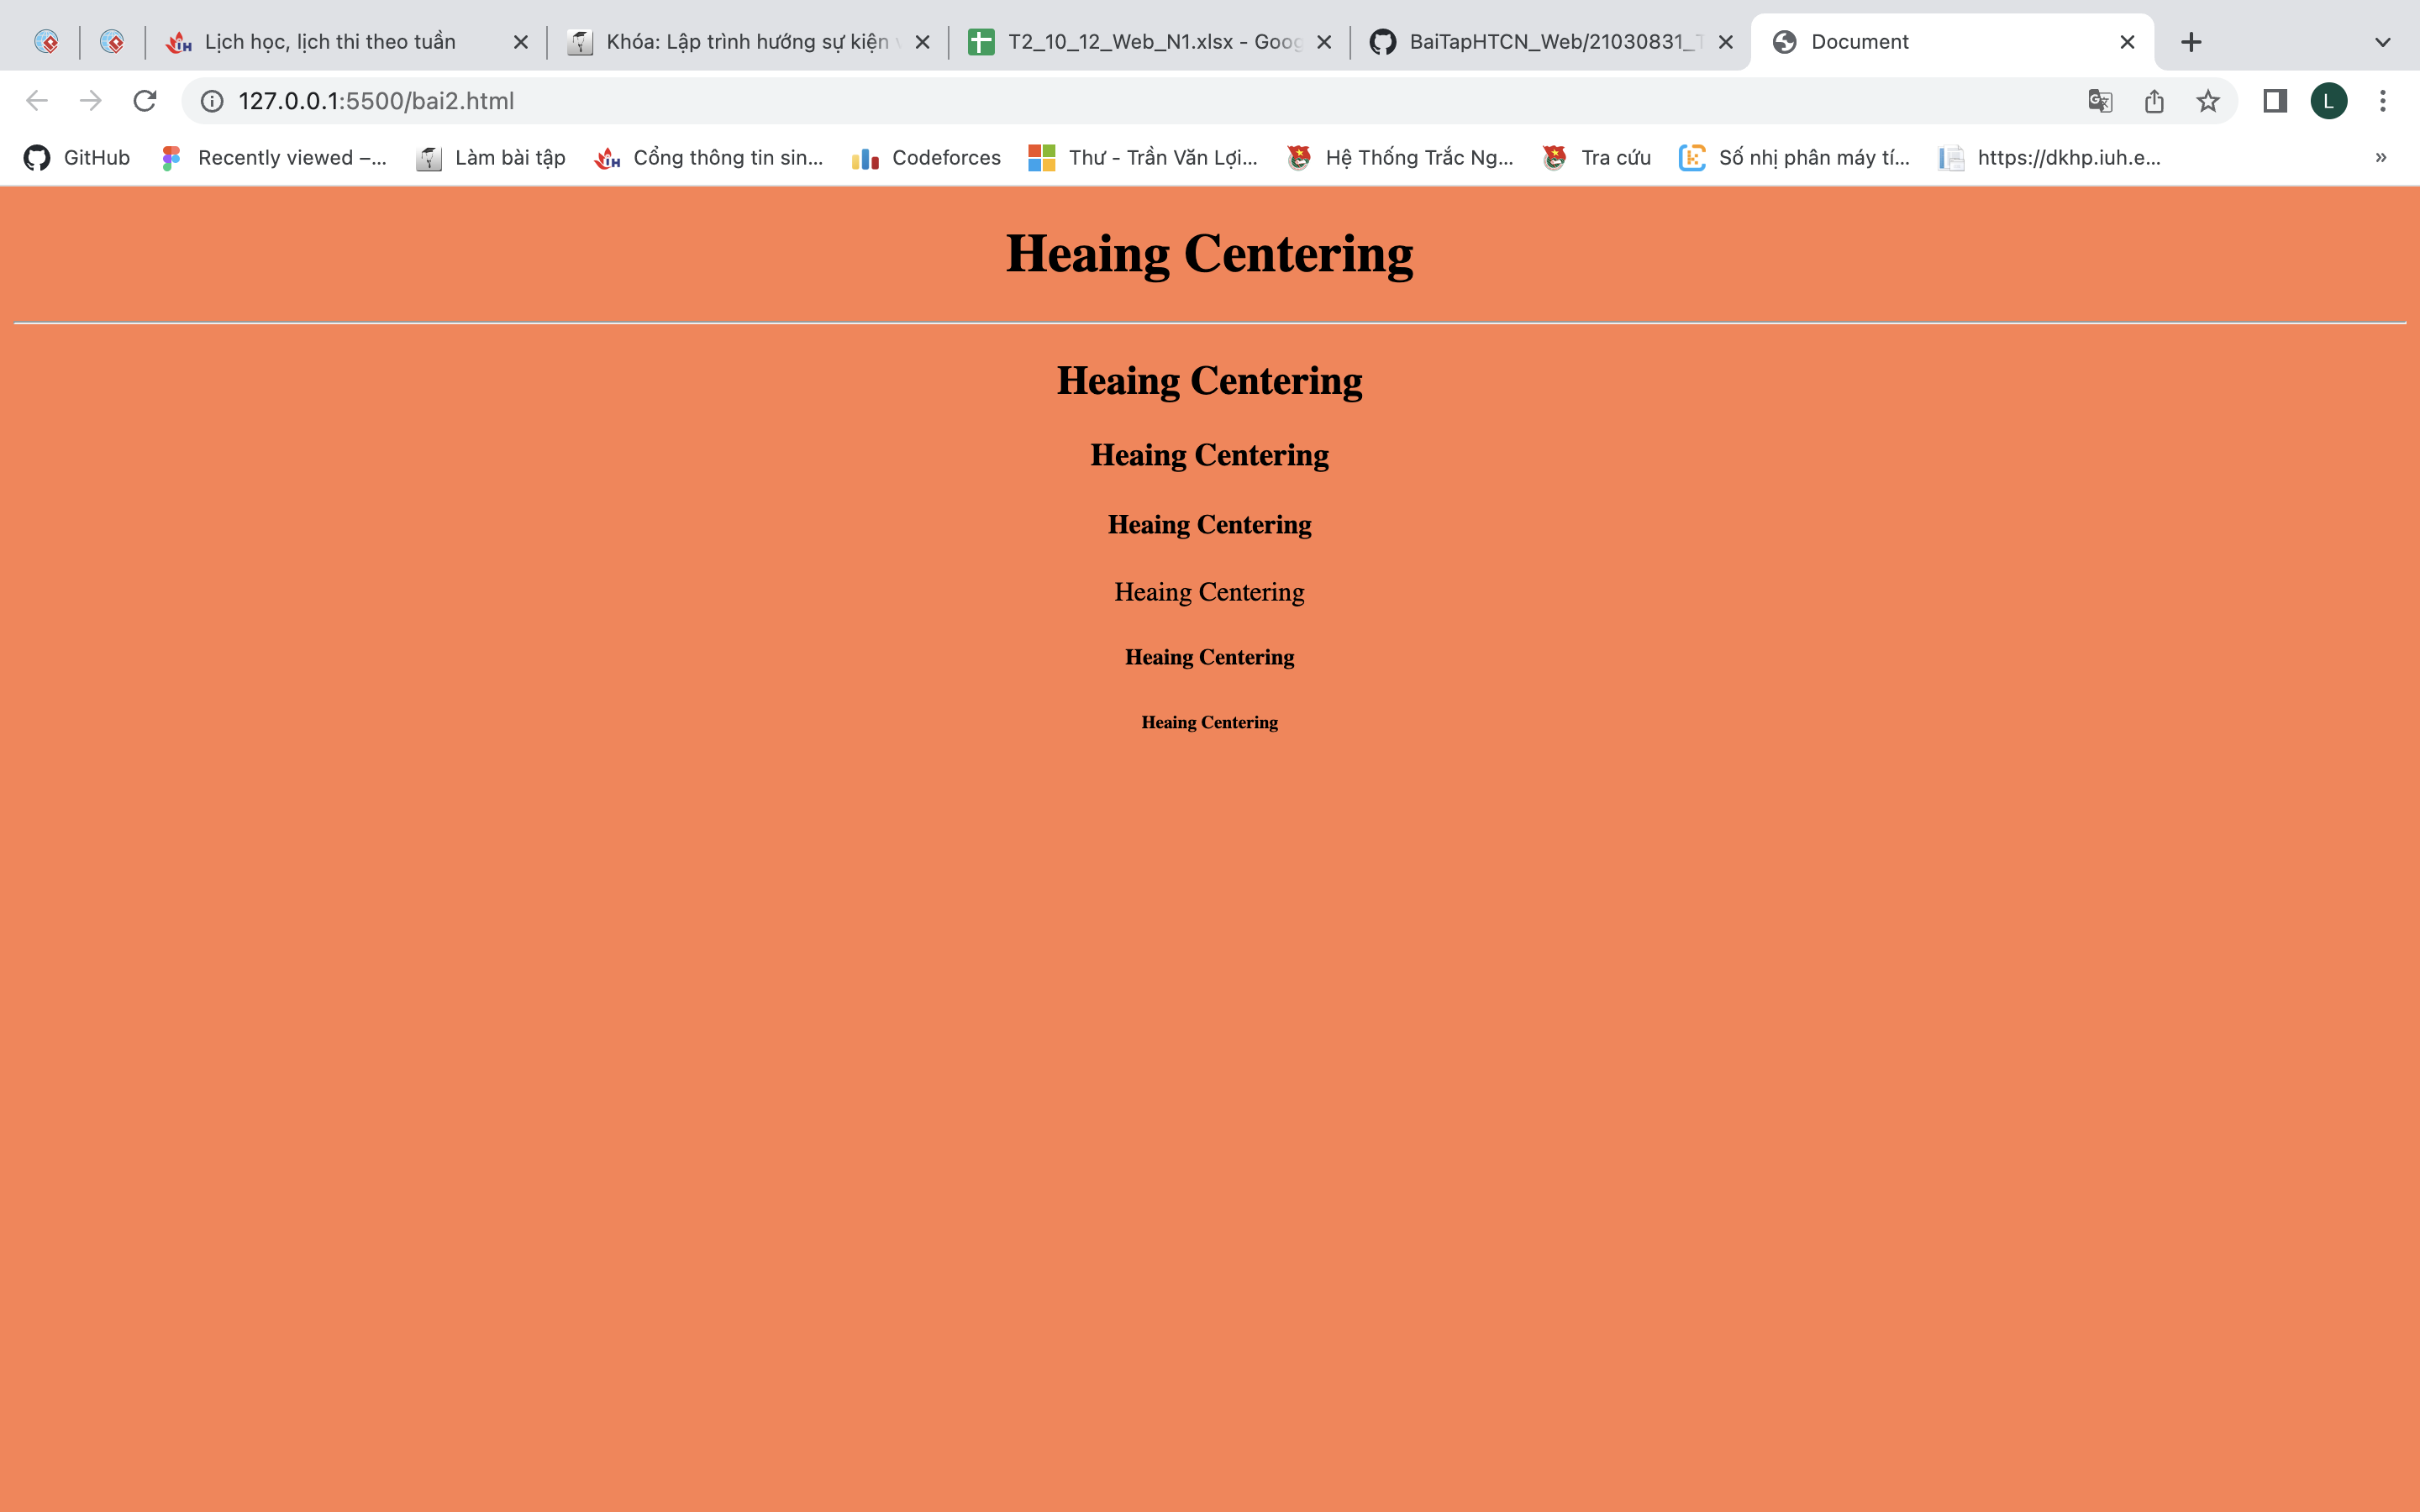 Lịch học, lịch thi theo tuần
Khóa: Lập trình hướng sự kiện v
T2_10_12_Web_N1.xlsx - Goog
BaiTapHTCN_Web/21030831_T
Document
127.0.0.1:5500/bai2.html
L
GitHub
Recently viewed –...
Làm bài tập
Cổng thông tin sin...
Codeforces
Thư - Trần Văn Lợi...
Hệ Thống Trắc Ng...
Tra cứu
Số nhị phân máy tí...
https://dkhp.iuh.e...
»
Heaing Centering
Heaing Centering
Heaing Centering
Heaing Centering
Heaing Centering
Heaing Centering
Heaing Centering